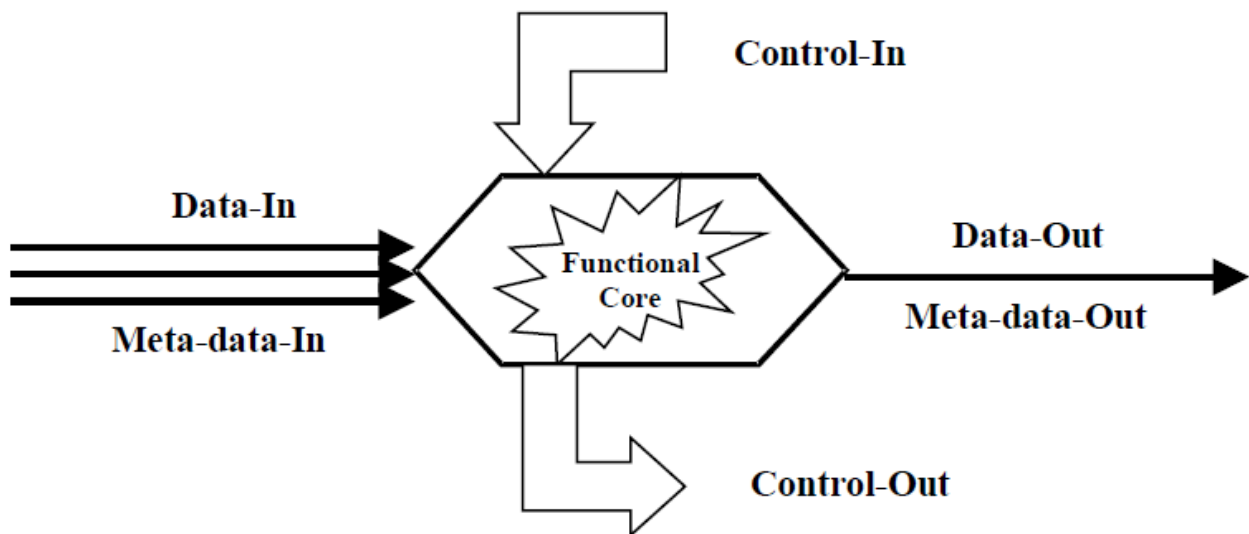 Control-In
Data-In
Meta-data-In
Functional
Core
Data-Out
Meta-data-Out
Control-Out